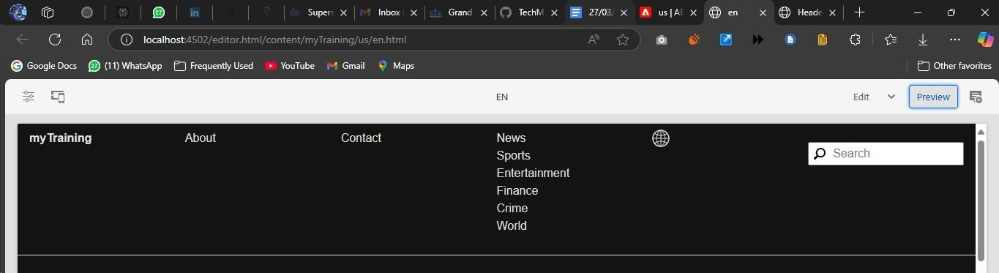 27
Supers
Inbox (
Grand
TechM
27/03/
us | AE
en
Heade
localhost:4502/editor.html/content/myTraining/us/en.html
Google Docs
27
(11) WhatsApp
Frequently Used
YouTube
Gmail
Maps
Other favorites
EN
Edit
Preview
myTraining
About
Contact
News
Search
Sports
Entertainment
Finance
Crime
World